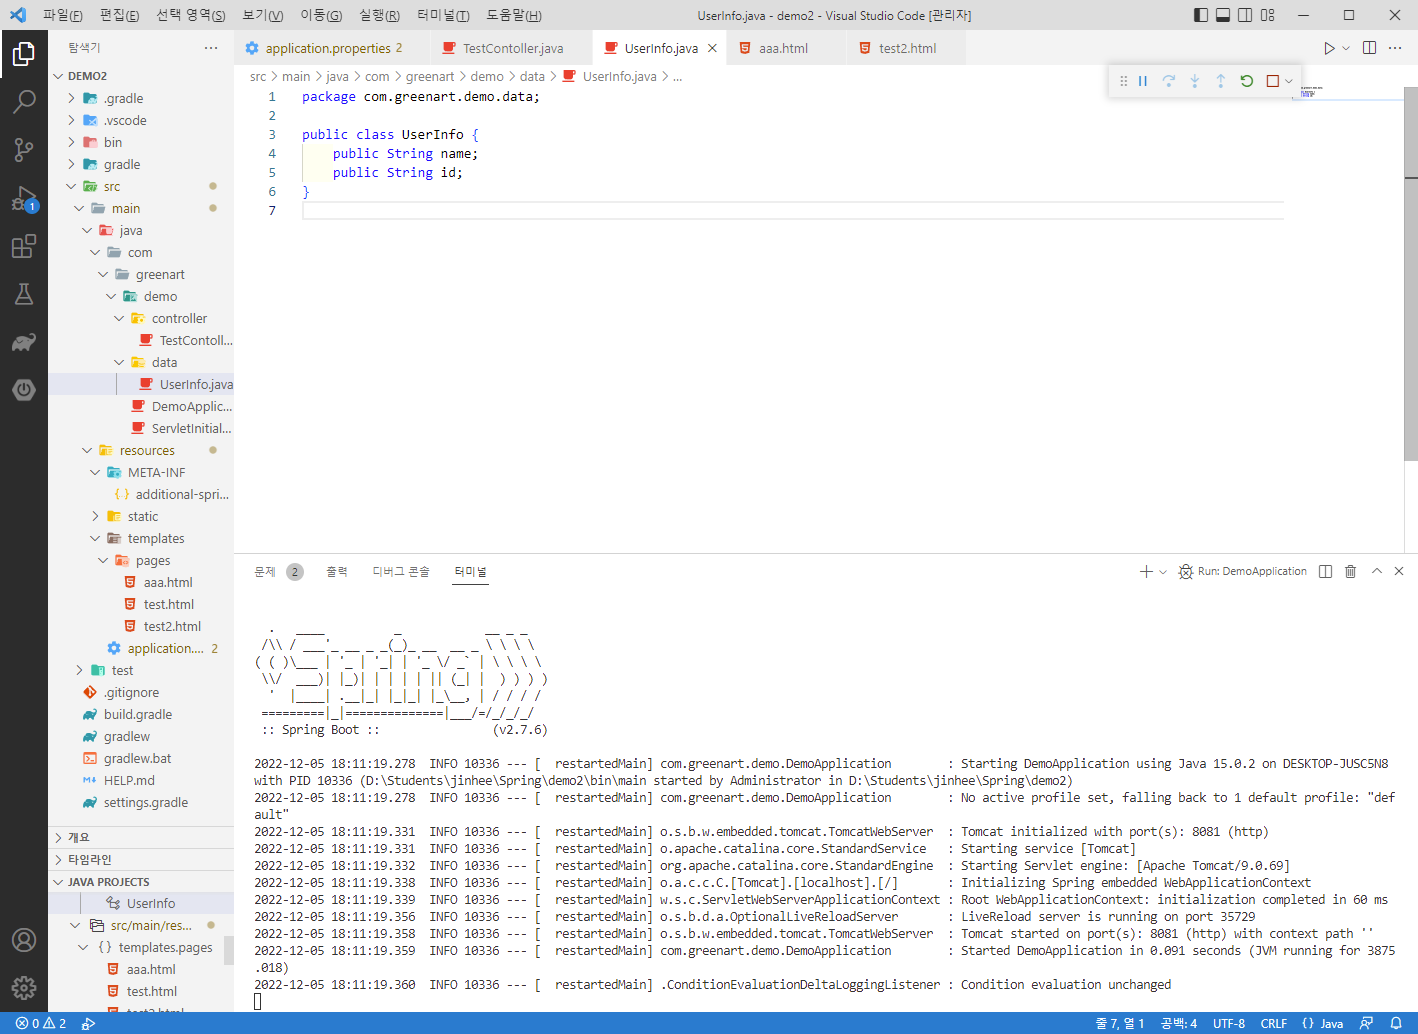 파일(F) 편집(E) 선택 영역(S) 보기(V) 이동(G) 실행(R) 터미널(T) 도움말(H)
UserInfo.java - demo2 - Visual Studio Code [관리자]
탐색기
DEMO2
.gradle
.vscode
bin
gradle
src
main
java
com
greenart
demo
controller
TestContoll...
data
UserInfo.java
DemoApplic...
ServletInitial...
resources
META-INF
additional-spri...
static
templates
pages
aaa.html
test.html
test2.html
application.... 2
test
.gitignore
build.gradle
gradlew
gradlew.bat
HELP.md
settings.gradle
개요
타임라인
JAVA PROJECTS
UserInfo
src/main/res...
{ } templates.pages
aaa.html
test.html
test2.html
1
application.properties 2
TestContoller.java
UserInfo.java
aaa.html
test2.html
src > main > java > com > greenart > demo > data > UserInfo.java > ...
1 package com.greenart.demo.data;
2
3 public class UserInfo {
4     public String name;
5     public String id;
6 }
7
문제 2 출력 디버그 콘솔 터미널
Run: DemoApplication
:: Spring Boot ::                (v2.7.6)
2022-12-05 18:11:19.278  INFO 10336 --- [  restartedMain] com.greenart.demo.DemoApplication        : Starting DemoApplication using Java 15.0.2 on DESKTOP-JUSC5N8
with PID 10336 (D:\Students\jinhee\Spring\demo2\bin\main started by Administrator in D:\Students\jinhee\Spring\demo2)
2022-12-05 18:11:19.278  INFO 10336 --- [  restartedMain] com.greenart.demo.DemoApplication        : No active profile set, falling back to 1 default profile: "def
ault"
2022-12-05 18:11:19.331  INFO 10336 --- [  restartedMain] o.s.b.w.embedded.tomcat.TomcatWebServer  : Tomcat initialized with port(s): 8081 (http)
2022-12-05 18:11:19.331  INFO 10336 --- [  restartedMain] o.apache.catalina.core.StandardService   : Starting service [Tomcat]
2022-12-05 18:11:19.332  INFO 10336 --- [  restartedMain] org.apache.catalina.core.StandardEngine  : Starting Servlet engine: [Apache Tomcat/9.0.69]
2022-12-05 18:11:19.338  INFO 10336 --- [  restartedMain] o.a.c.c.C.[Tomcat].[localhost].[/]       : Initializing Spring embedded WebApplicationContext
2022-12-05 18:11:19.339  INFO 10336 --- [  restartedMain] w.s.c.ServletWebServerApplicationContext : Root WebApplicationContext: initialization completed in 60 ms
2022-12-05 18:11:19.356  INFO 10336 --- [  restartedMain] o.s.b.d.a.OptionalLiveReloadServer       : LiveReload server is running on port 35729
2022-12-05 18:11:19.358  INFO 10336 --- [  restartedMain] o.s.b.w.embedded.tomcat.TomcatWebServer  : Tomcat started on port(s): 8081 (http) with context path ''
2022-12-05 18:11:19.359  INFO 10336 --- [  restartedMain] com.greenart.demo.DemoApplication        : Started DemoApplication in 0.091 seconds (JVM running for 3875
.018)
2022-12-05 18:11:19.360  INFO 10336 --- [  restartedMain] .ConditionEvaluationDeltaLoggingListener : Condition evaluation unchanged
0 2
줄 7, 열 1 공백: 4 UTF-8 CRLF { } Java